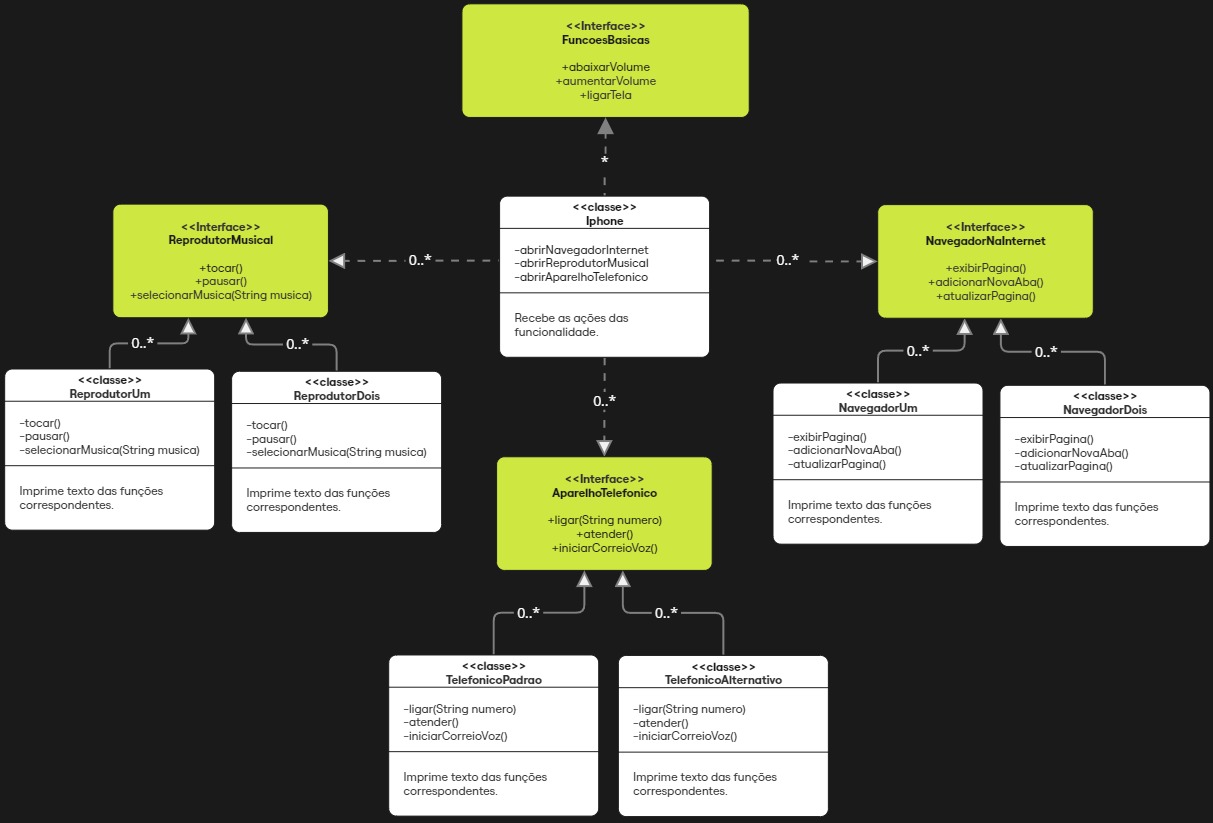 <<Interface>>
FuncoesBasicas
+abaixarVolume
+aumentarVolume
+ligarTela
*
<<Interface>>
ReprodutorMusical
+tocar()
+pausar()
+selecionarMusica(String musica)
0..*
<<classe>>
Iphone
-abrirNavegadorInternet
-abrirReprodutorMusical
-abrirAparelhoTelefonico
Recebe as ações das
funcionalidade.
0..*
<<Interface>>
NavegadorNaInternet
+exibirPagina()
+adicionarNovaAba()
+atualizarPagina()
0..*
0..*
0..*
0..*
0..*
<<classe>>
ReprodutorUm
-tocar()
-pausar()
-selecionarMusica(String musica)
Imprime texto das funções
correspondentes.
<<classe>>
ReprodutorDois
-tocar()
-pausar()
-selecionarMusica(String musica)
Imprime texto das funções
correspondentes.
<<Interface>>
AparelhoTelefonico
+ligar(String numero)
+atender()
+iniciarCorreioVoz()
<<classe>>
NavegadorUm
-exibirPagina()
-adicionarNovaAba()
-atualizarPagina()
Imprime texto das funções
correspondentes.
<<classe>>
NavegadorDois
-exibirPagina()
-adicionarNovaAba()
-atualizarPagina()
Imprime texto das funções
correspondentes.
0..*
0..*
<<classe>>
TelefonicoPadrao
-ligar(String numero)
-atender()
-iniciarCorreioVoz()
Imprime texto das funções
correspondentes.
<<classe>>
TelefonicoAlternativo
-ligar(String numero)
-atender()
-iniciarCorreioVoz()
Imprime texto das funções
correspondentes.